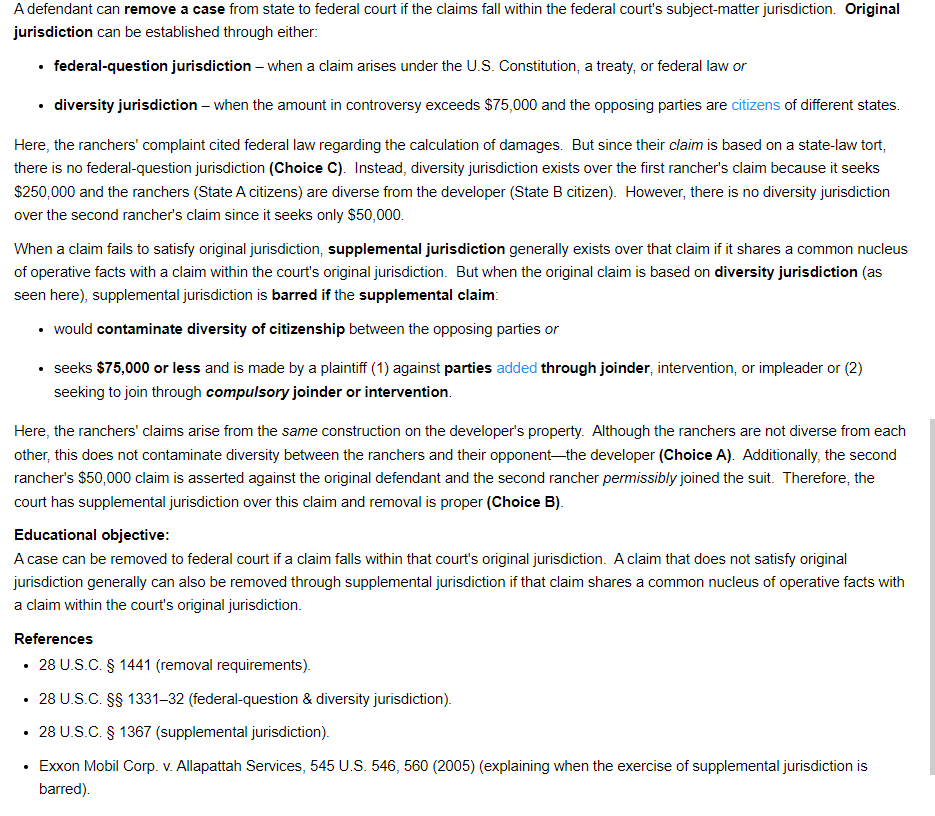 A defendant can remove a case from state to federal court if the claims fall within the federal court's subject-matter jurisdiction. Original
jurisdiction can be established through either:
• federal-question jurisdiction – when a claim arises under the U.S. Constitution, a treaty, or federal law or
• diversity jurisdiction – when the amount in controversy exceeds $75,000 and the opposing parties are citizens of different states.
Here, the ranchers' complaint cited federal law regarding the calculation of damages. But since their claim is based on a state-law tort,
there is no federal-question jurisdiction (Choice C). Instead, diversity jurisdiction exists over the first rancher's claim because it seeks
$250,000 and the ranchers (State A citizens) are diverse from the developer (State B citizen). However, there is no diversity jurisdiction
over the second rancher's claim since it seeks only $50,000.
When a claim fails to satisfy original jurisdiction, supplemental jurisdiction generally exists over that claim if it shares a common nucleus
of operative facts with a claim within the court's original jurisdiction. But when the original claim is based on diversity jurisdiction (as
seen here), supplemental jurisdiction is barred if the supplemental claim:
• would contaminate diversity of citizenship between the opposing parties or
• seeks $75,000 or less and is made by a plaintiff (1) against parties added through joinder, intervention, or impleader or (2)
seeking to join through compulsory joinder or intervention.
Here, the ranchers' claims arise from the same construction on the developer's property. Although the ranchers are not diverse from each
other, this does not contaminate diversity between the ranchers and their opponent—the developer (Choice A). Additionally, the second
rancher's $50,000 claim is asserted against the original defendant and the second rancher permissibly joined the suit. Therefore, the
court has supplemental jurisdiction over this claim and removal is proper (Choice B).
Educational objective:
A case can be removed to federal court if a claim falls within that court's original jurisdiction. A claim that does not satisfy original
jurisdiction generally can also be removed through supplemental jurisdiction if that claim shares a common nucleus of operative facts with
a claim within the court's original jurisdiction.
References
• 28 U.S.C. § 1441 (removal requirements).
• 28 U.S.C. §§ 1331–32 (federal-question & diversity jurisdiction).
• 28 U.S.C. § 1367 (supplemental jurisdiction).
• Exxon Mobil Corp. v. Allapattah Services, 545 U.S. 546, 560 (2005) (explaining when the exercise of supplemental jurisdiction is
barred).